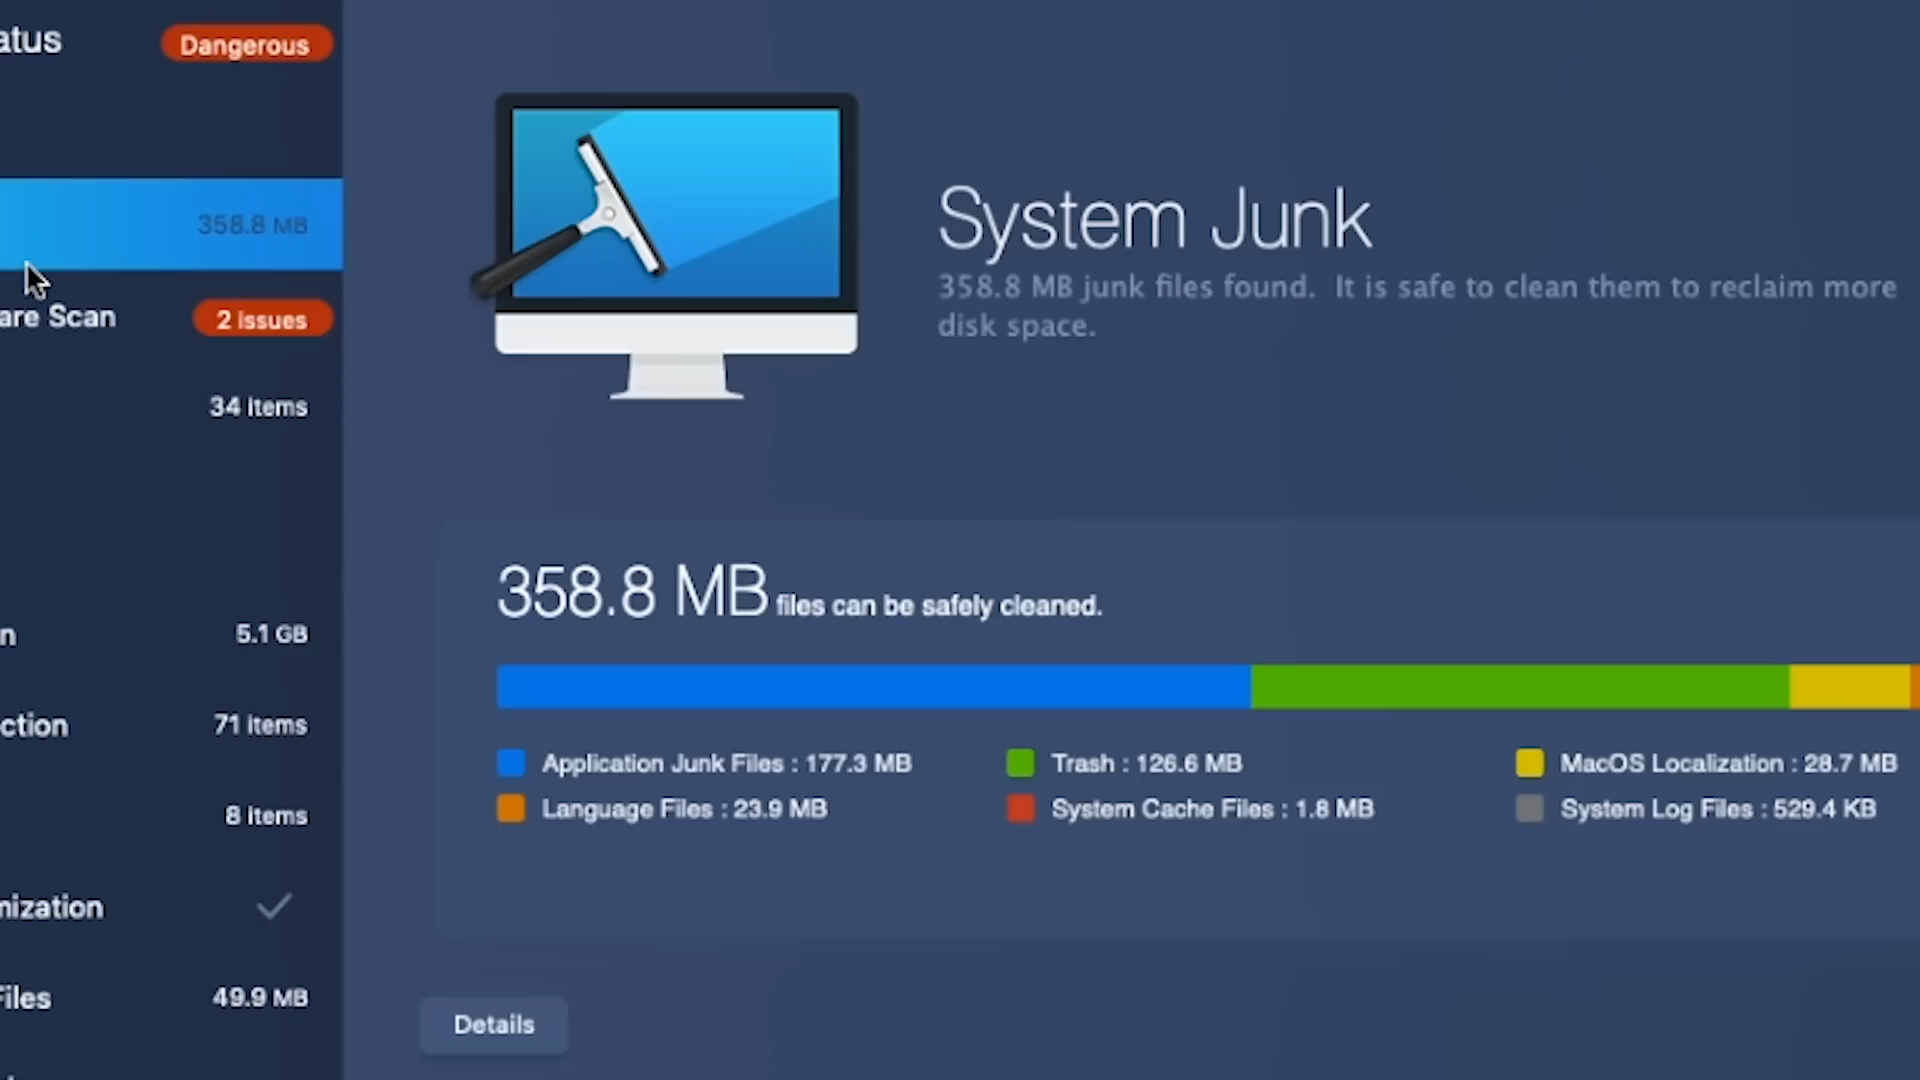 atus
Dangerous
358.8 MB
are Scan
2 issues
34 items
n
5.1 GB
ction
71 items
8 items
mization
Files
49.9 MB
System Junk
358.8 MB junk files found. It is safe to clean them to reclaim more
disk space.
358.8 MB files can be safely cleaned.
Application Junk Files : 177.3 MB
Trash : 126.6 MB
MacOS Localization : 28.7 MB
Language Files : 23.9 MB
System Cache Files : 1.8 MB
System Log Files : 529.4 KB
Details